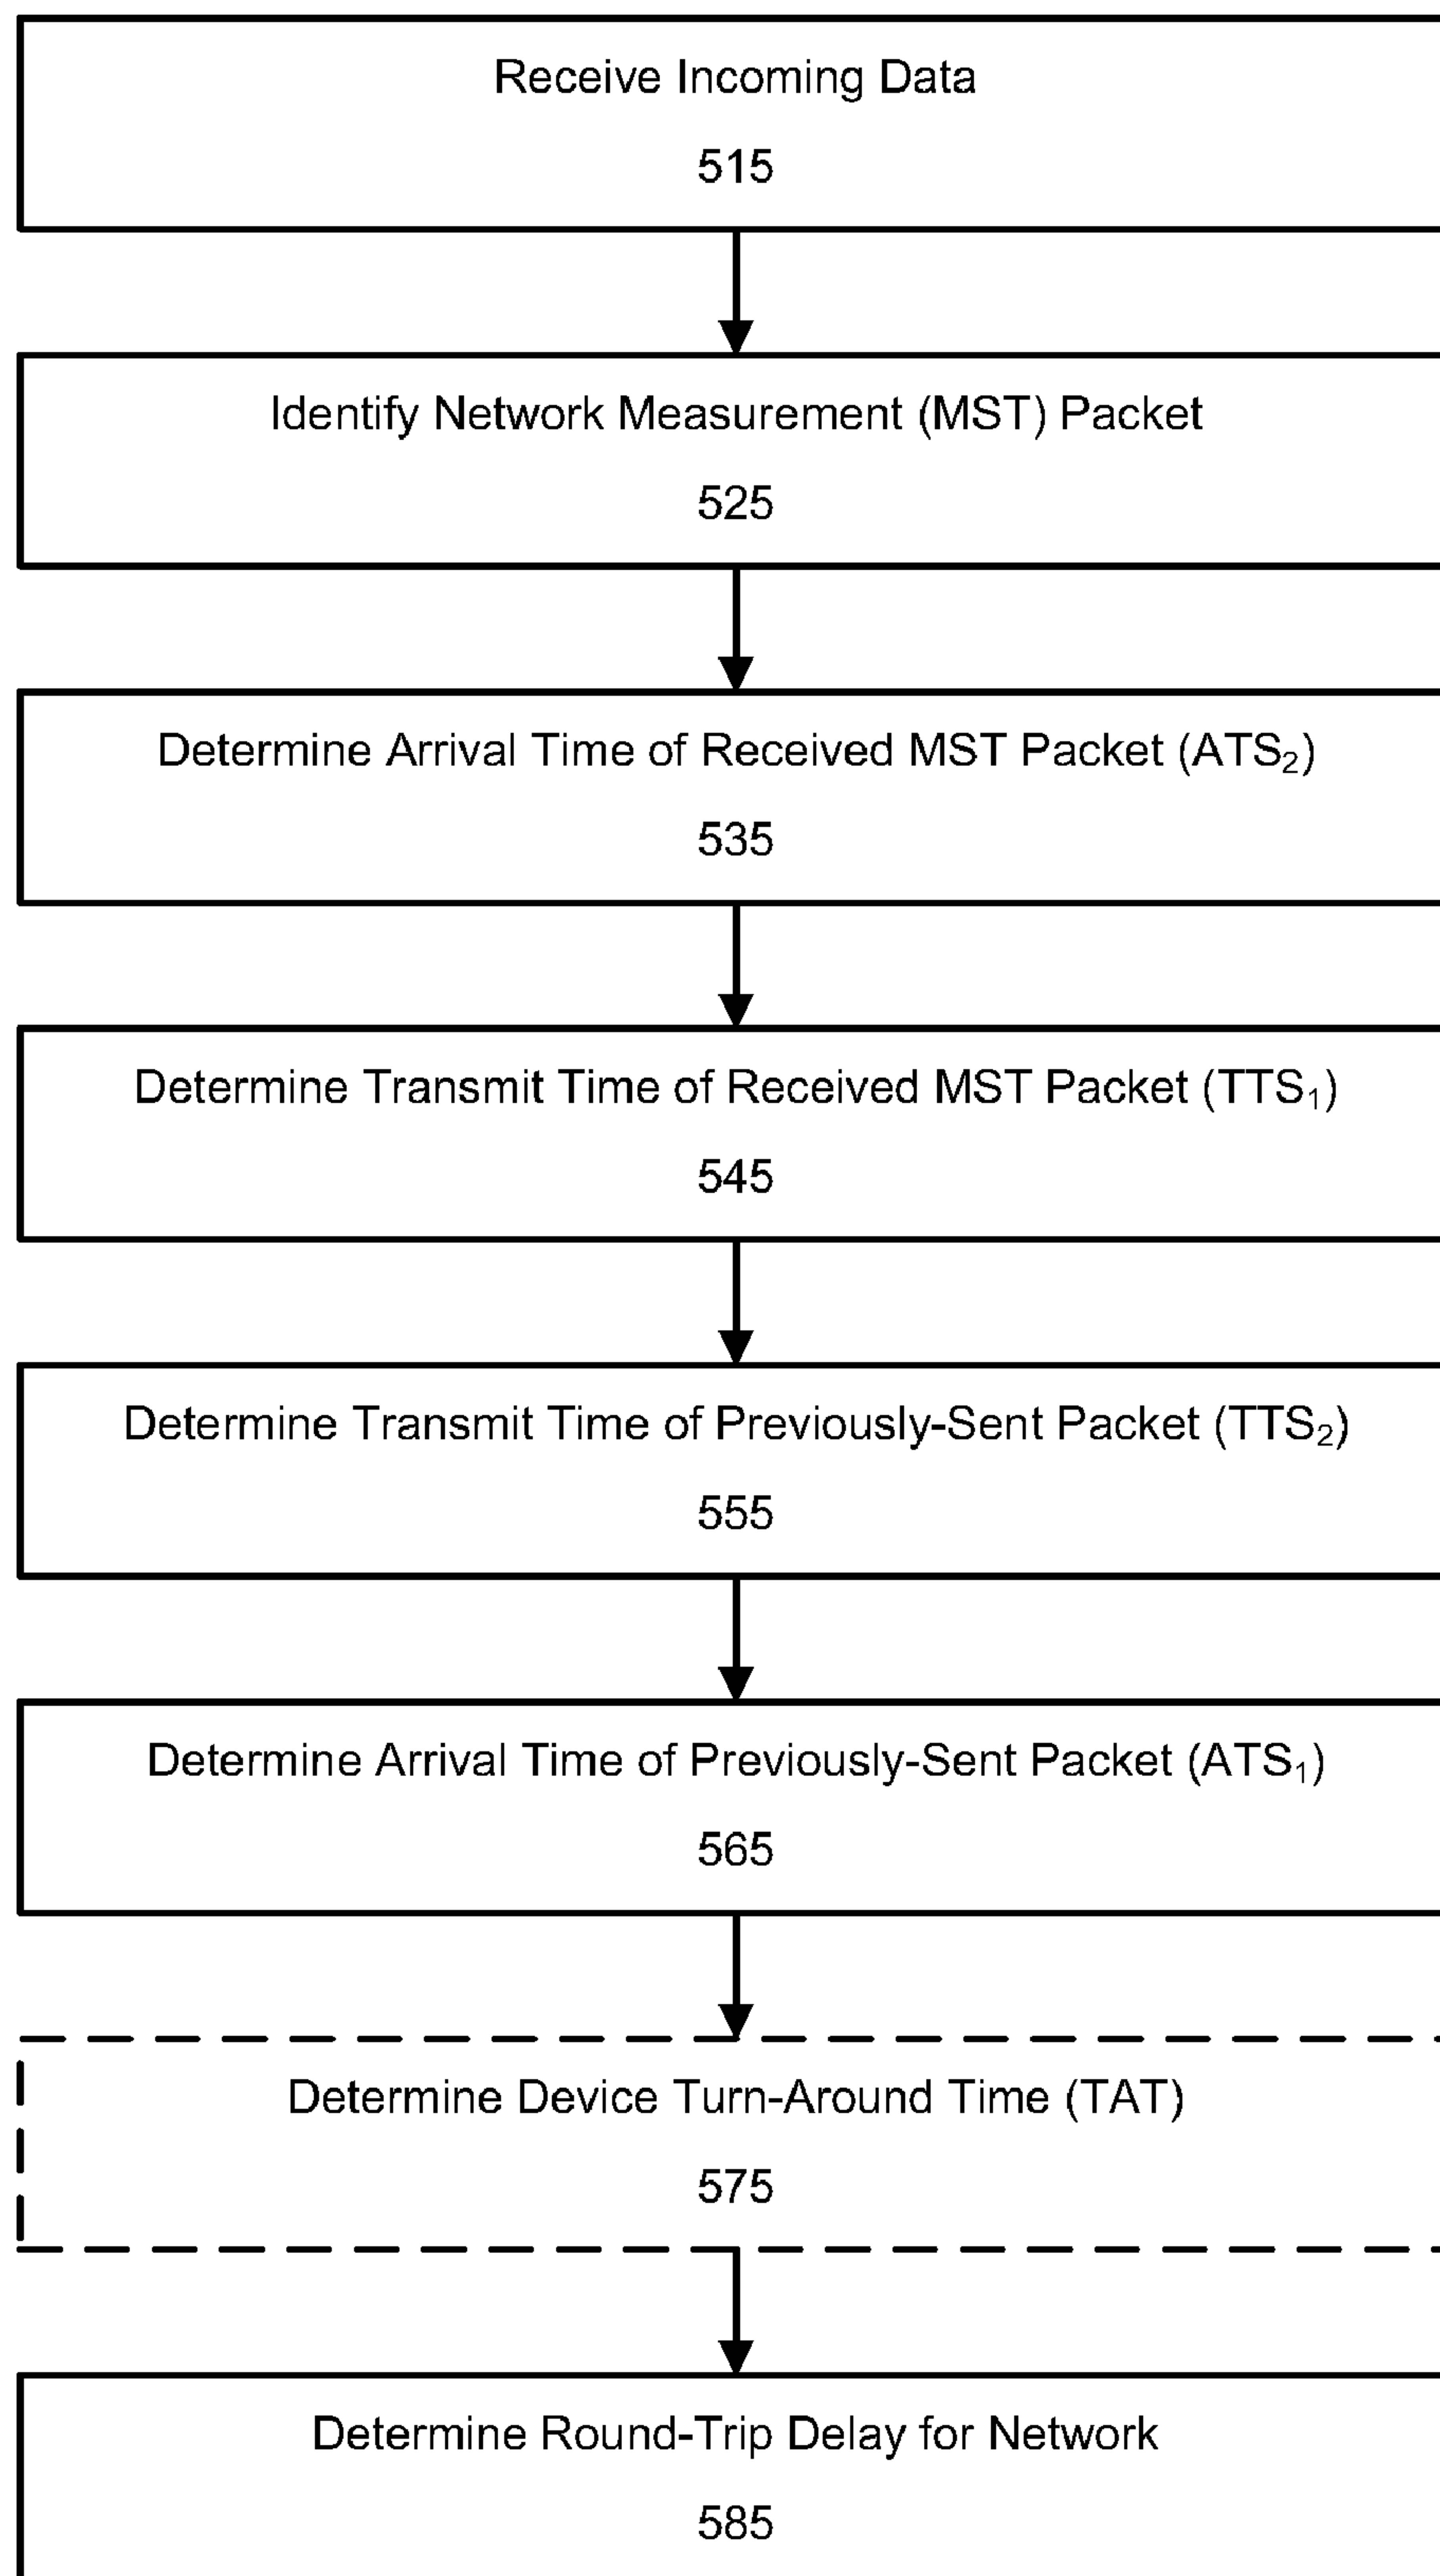 Receive Incoming Data
515
Identify Network Measurement (MST) Packet
525
Determine Arrival Time of Received MST Packet (ATS₂)
535
Determine Transmit Time of Received MST Packet (TTS₁)
545
Determine Transmit Time of Previously-Sent Packet (TTS₂)
555
Determine Arrival Time of Previously-Sent Packet (ATS₁)
565
Determine Device Turn-Around Time (TAT)
575
Determine Round-Trip Delay for Network
585